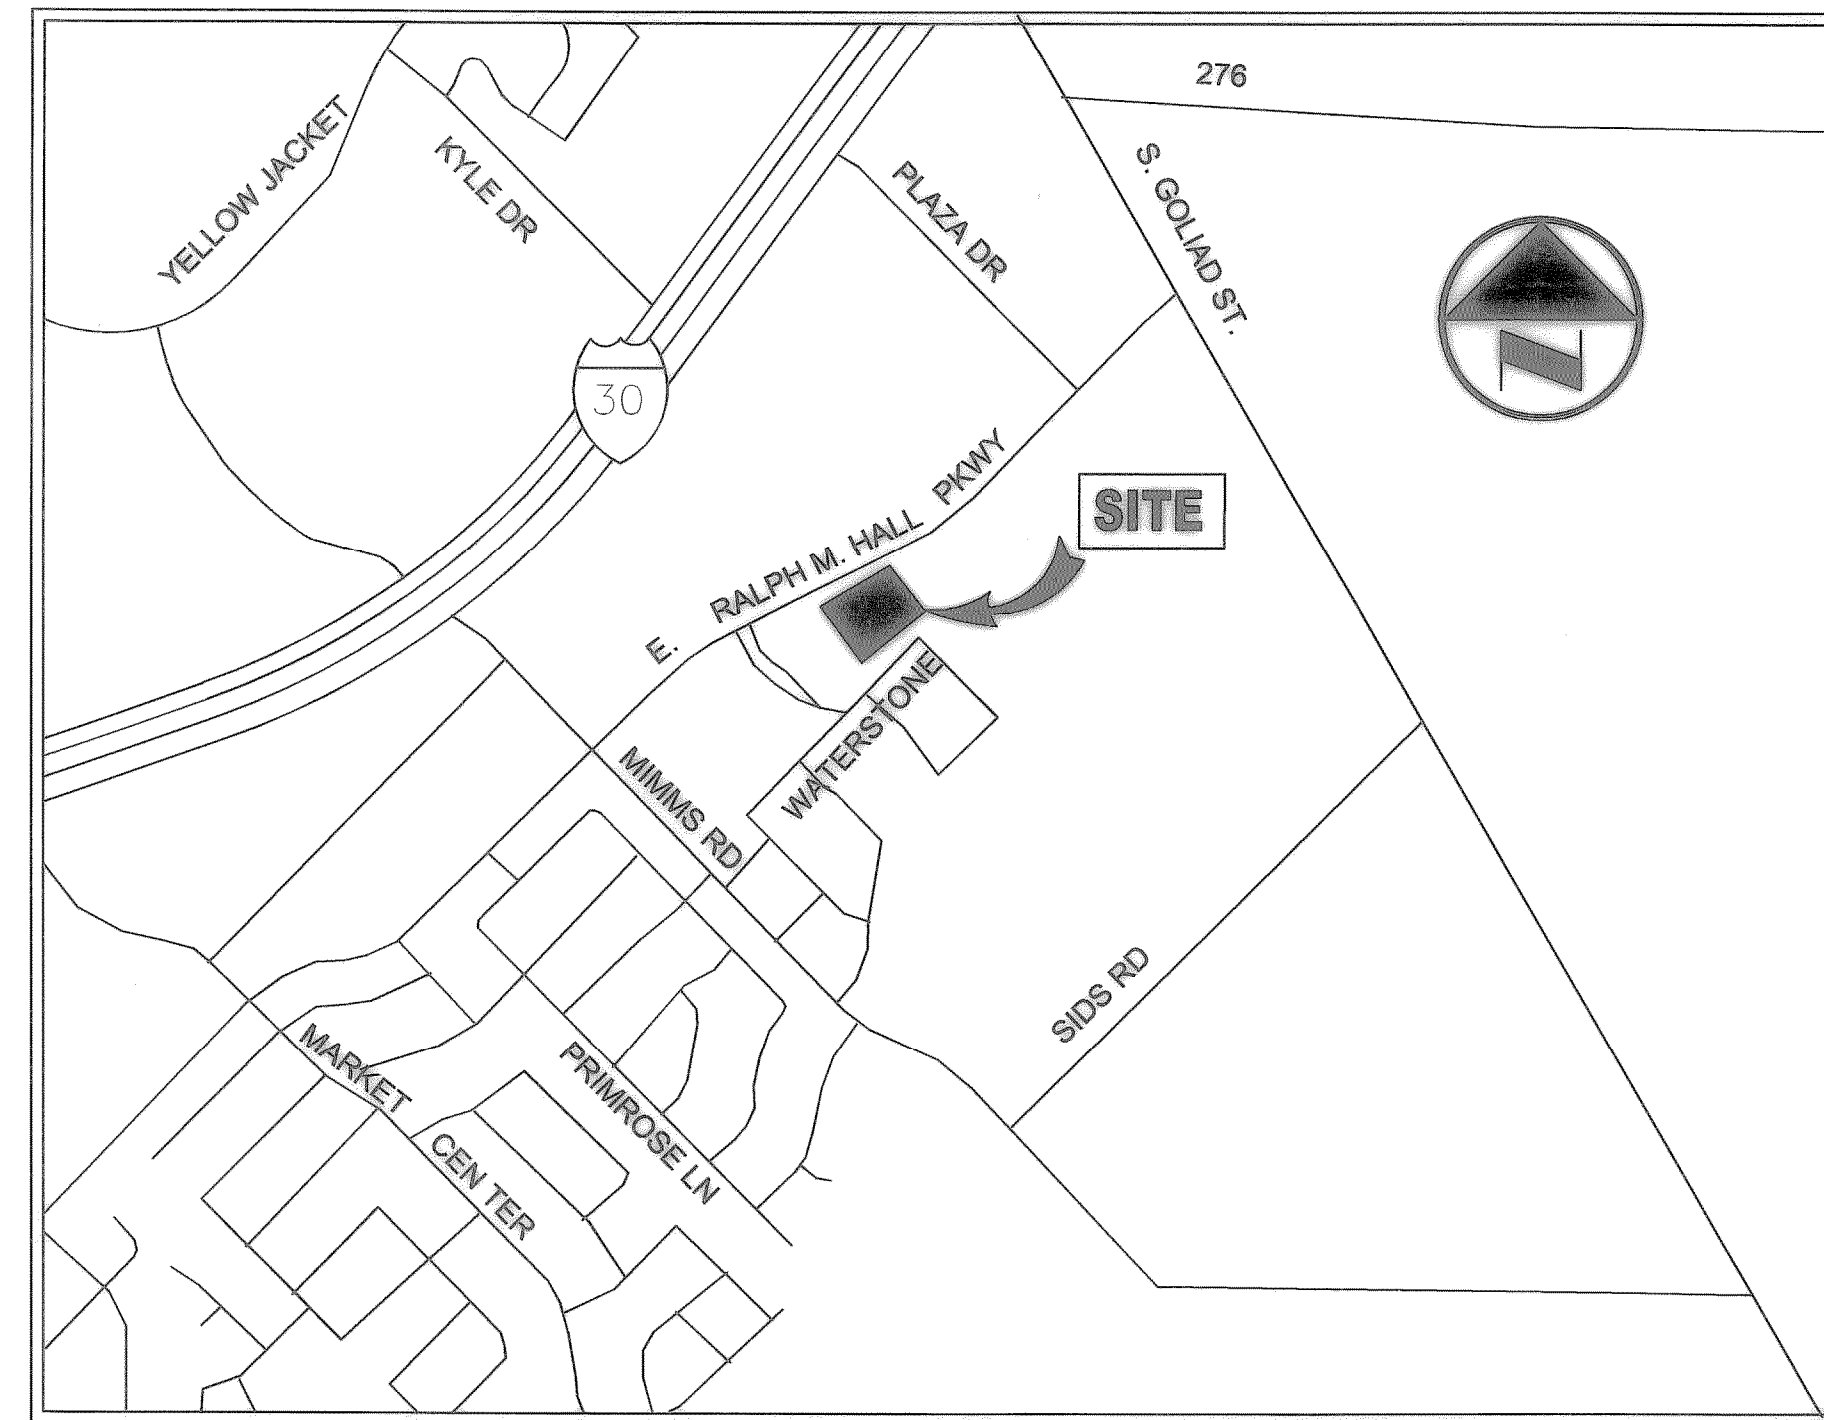 276
YELLOW JACKET
KYLE DR
PLAZA DR
S. GOLIAD ST.
30
N
E. RALPH M. HALL PKWY
SITE
WATERSTONE
MIMMS RD
SIDS RD
MARKET CEN TER
PRIMROSE LN